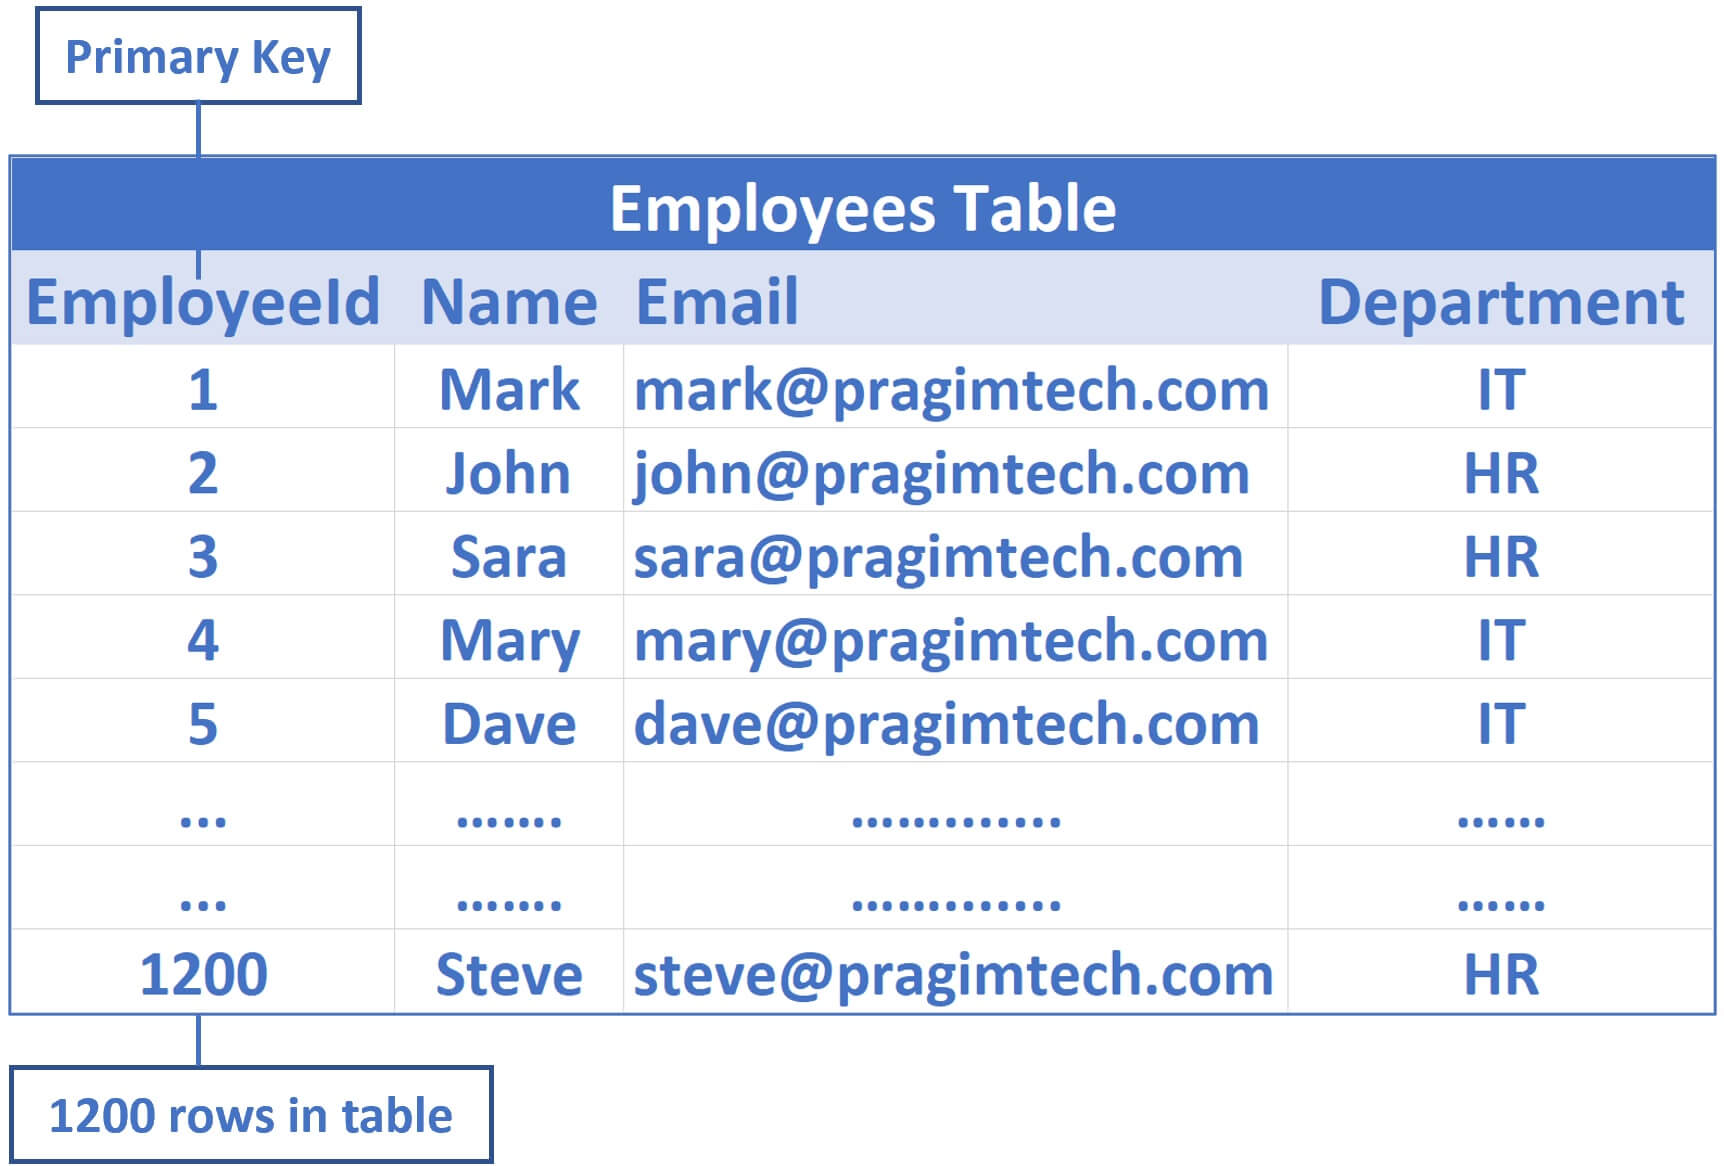 Primary Key
Employees Table
EmployeeId Name Email Department
1 Mark mark@pragimtech.com IT
2 John john@pragimtech.com HR
3 Sara sara@pragimtech.com HR
4 Mary mary@pragimtech.com IT
5 Dave dave@pragimtech.com IT
... ....... ............. ......
... ....... ............. ......
1200 Steve steve@pragimtech.com HR
1200 rows in table